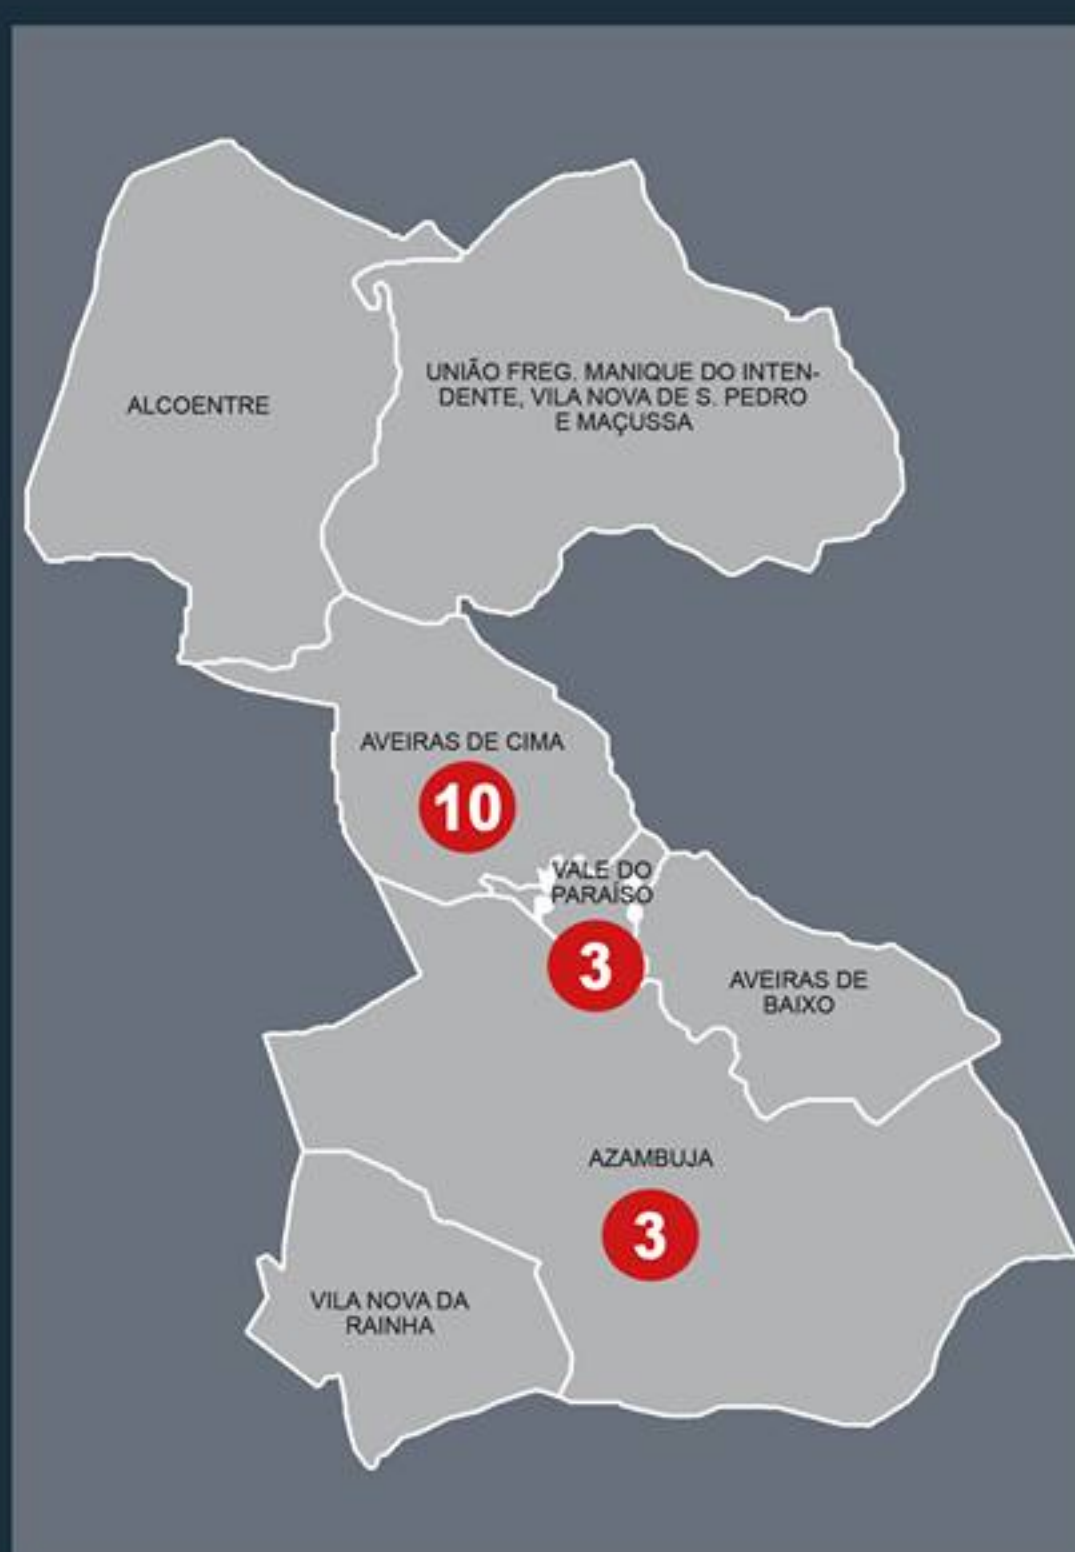 ALCOENTRE
UNIÃO FREG. MANIQUE DO INTEN-
DENTE, VILA NOVA DE S. PEDRO
E MAÇUSSA
AVEIRAS DE CIMA
10
VALE DO
PARAÍSO
3
AVEIRAS DE
BAIXO
AZAMBUJA
3
VILA NOVA DA
RAINHA